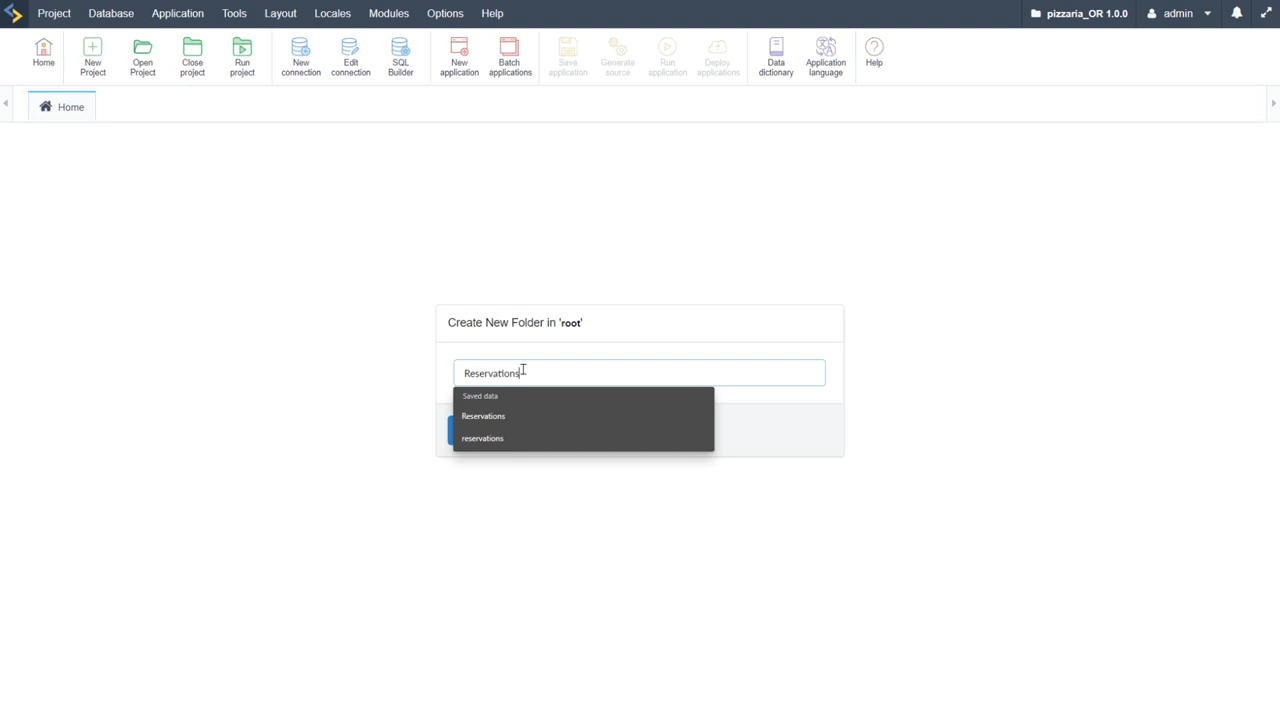 Project Database Application Tools Layout Locales Modules Options Help pizzaria_OR 1.0.0 admin
Home
New
Project
Open
Project
Close
project
Run
project
New
connection
Edit
connection
SQL
Builder
New
application
Batch
applications
Save
application
Generate
source
Run
application
Deploy
applications
Data
dictionary
Application
language
Help
Home
Create New Folder in 'root'
Reservations
Saved data
Reservations
reservations